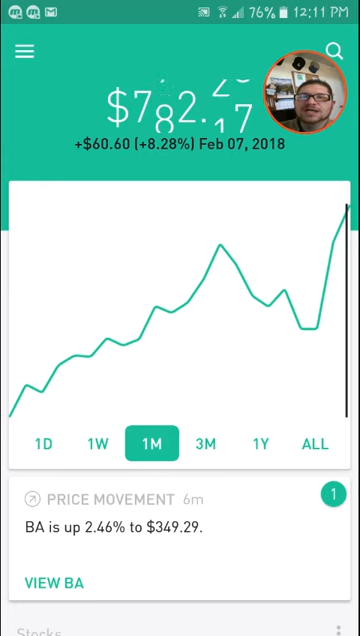 76% 12:11 PM
+$60.60 (+8.28%) Feb 07, 2018
1D 1W 1M 3M 1Y ALL
PRICE MOVEMENT 6m
1
BA is up 2.46% to $349.29.
VIEW BA
Stocks